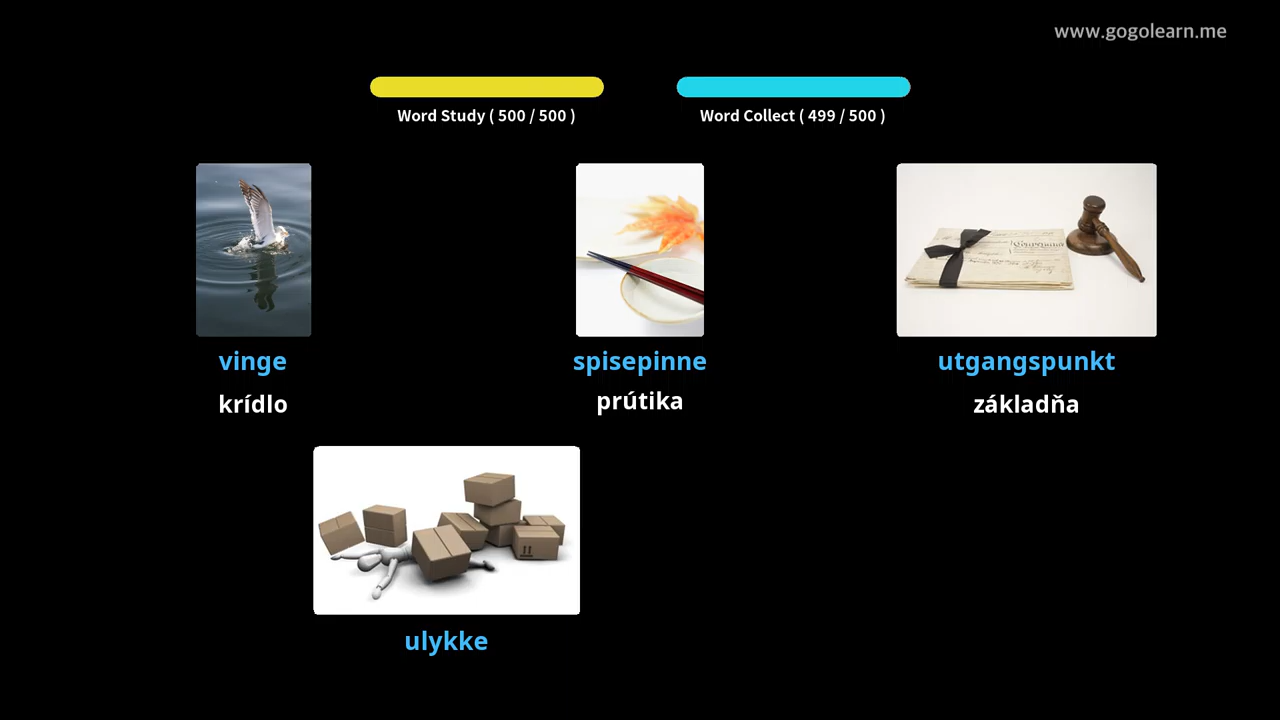 www.gogolearn.me
Word Study ( 500 / 500 )
Word Collect ( 499 / 500 )
vinge
spisepinne
utgangspunkt
krídlo
prútika
základňa
ulykke